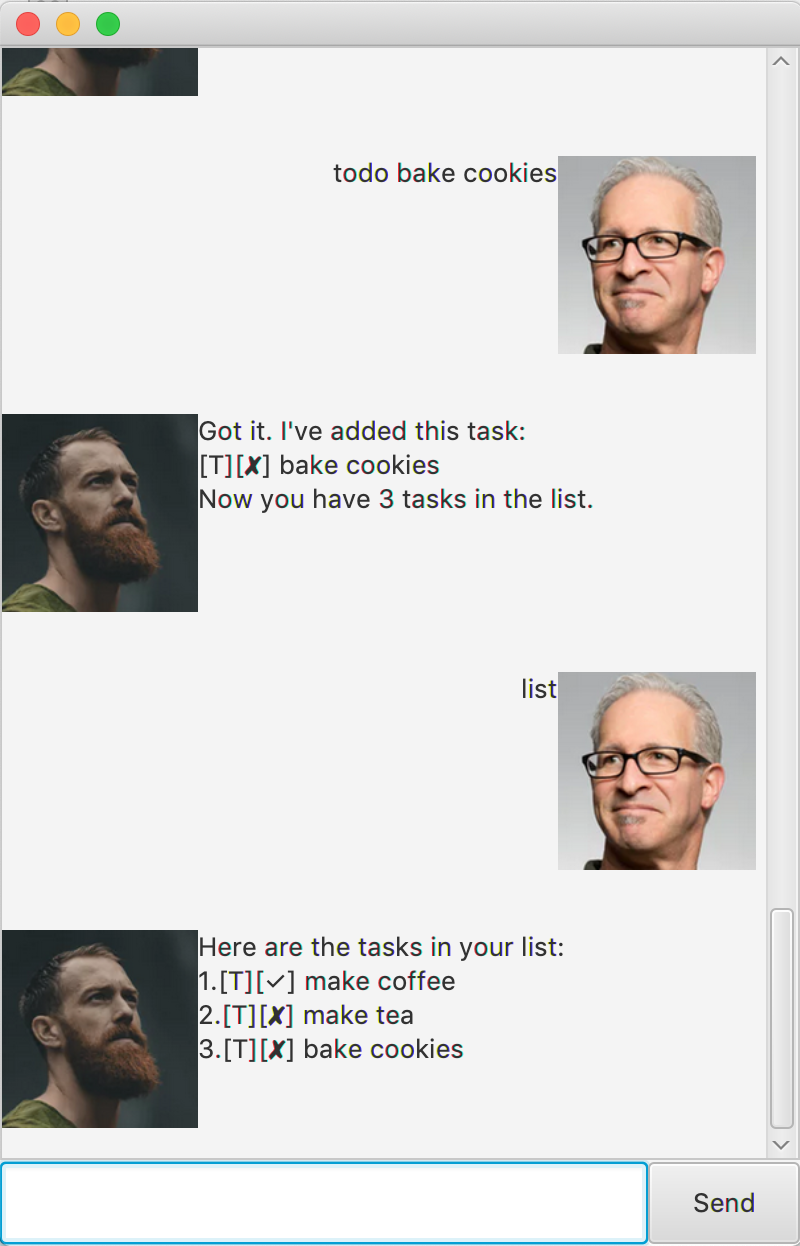 todo bake cookies
Got it. I've added this task:
[T][✘] bake cookies
Now you have 3 tasks in the list.
list
Here are the tasks in your list:
1.[T][✓] make coffee
2.[T][✘] make tea
3.[T][✘] bake cookies
Send